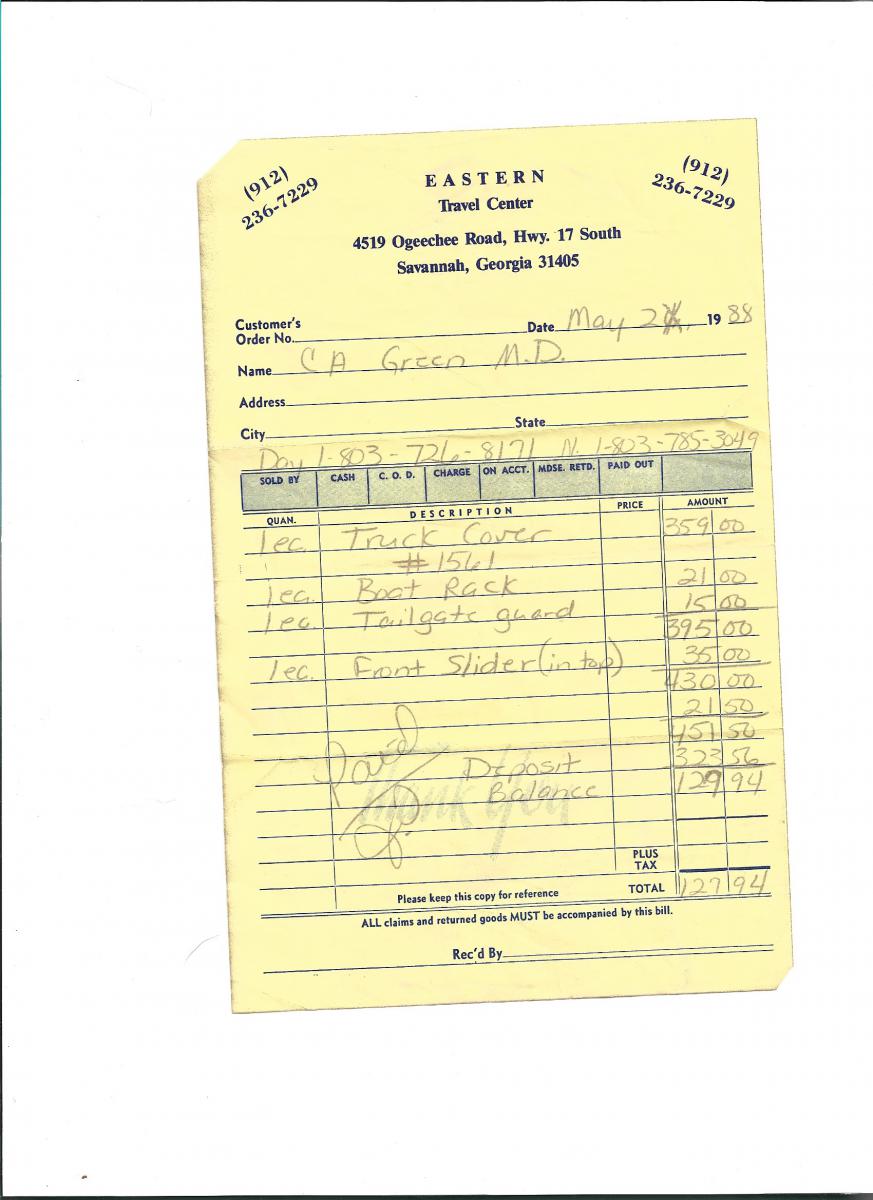 (912)
236-7229
(912)
236-7229
EASTERN
Travel Center
4519 Ogeechee Road, Hwy. 17 South
Savannah, Georgia 31405
Customer's
Order No. Date May 2 1988
Name C A Green M.D.
Address
City State
Day 1-803-726-8171 N. 1-803-785-3049
SOLD BY CASH C. O. D. CHARGE ON ACCT. MDSE. RETD. PAID OUT
QUAN. DESCRIPTION PRICE AMOUNT
1 ea. Truck Cover 359 00
#1561
1 ea. Boat Rack 21 00
1 ea. Tailgate guard 15 00
395 00
1 ea. Front Slider (in top) 35 00
430 00
21 50
451 50
Paid Deposit 323 56
Balance 129 94
Thank You
PLUS
TAX
Please keep this copy for reference TOTAL 127 94
ALL claims and returned goods MUST be accompanied by this bill.
Rec'd By